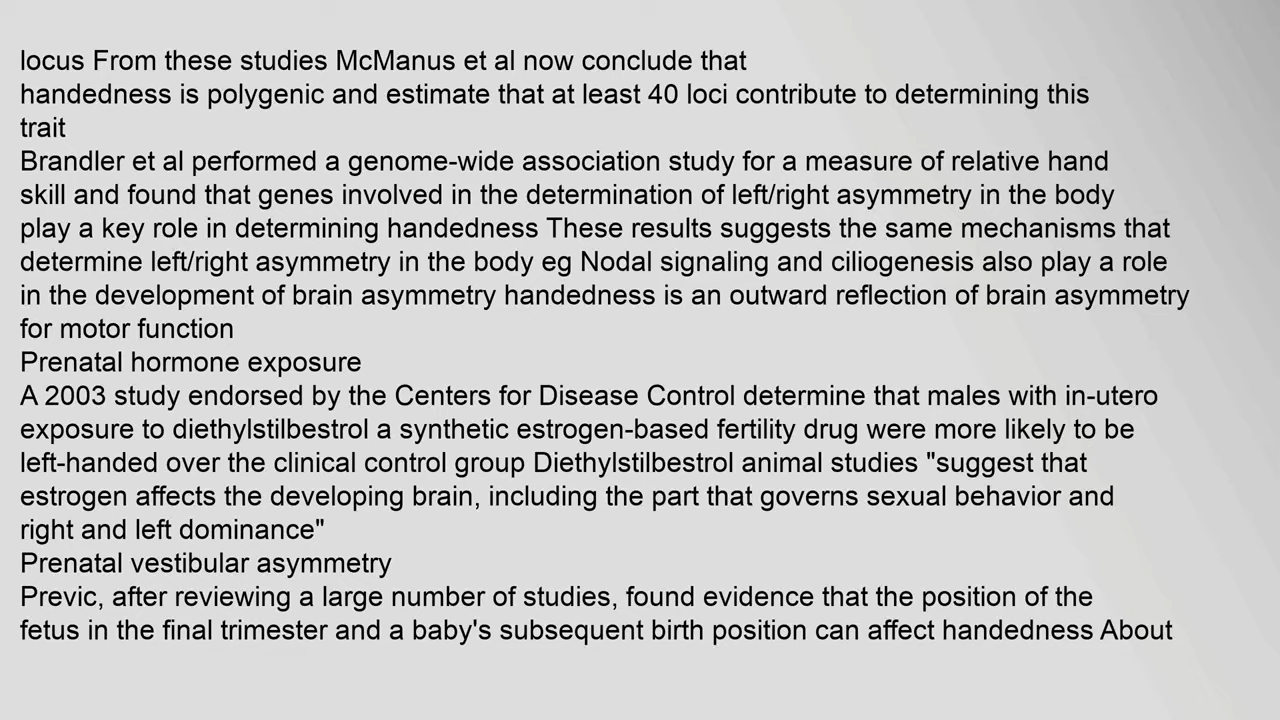 locus From these studies McManus et al now conclude that
handedness is polygenic and estimate that at least 40 loci contribute to determining this
trait
Brandler et al performed a genome-wide association study for a measure of relative hand
skill and found that genes involved in the determination of left/right asymmetry in the body
play a key role in determining handedness These results suggests the same mechanisms that
determine left/right asymmetry in the body eg Nodal signaling and ciliogenesis also play a role
in the development of brain asymmetry handedness is an outward reflection of brain asymmetry
for motor function
Prenatal hormone exposure
A 2003 study endorsed by the Centers for Disease Control determine that males with in-utero
exposure to diethylstilbestrol a synthetic estrogen-based fertility drug were more likely to be
left-handed over the clinical control group Diethylstilbestrol animal studies "suggest that
estrogen affects the developing brain, including the part that governs sexual behavior and
right and left dominance"
Prenatal vestibular asymmetry
Previc, after reviewing a large number of studies, found evidence that the position of the
fetus in the final trimester and a baby's subsequent birth position can affect handedness About